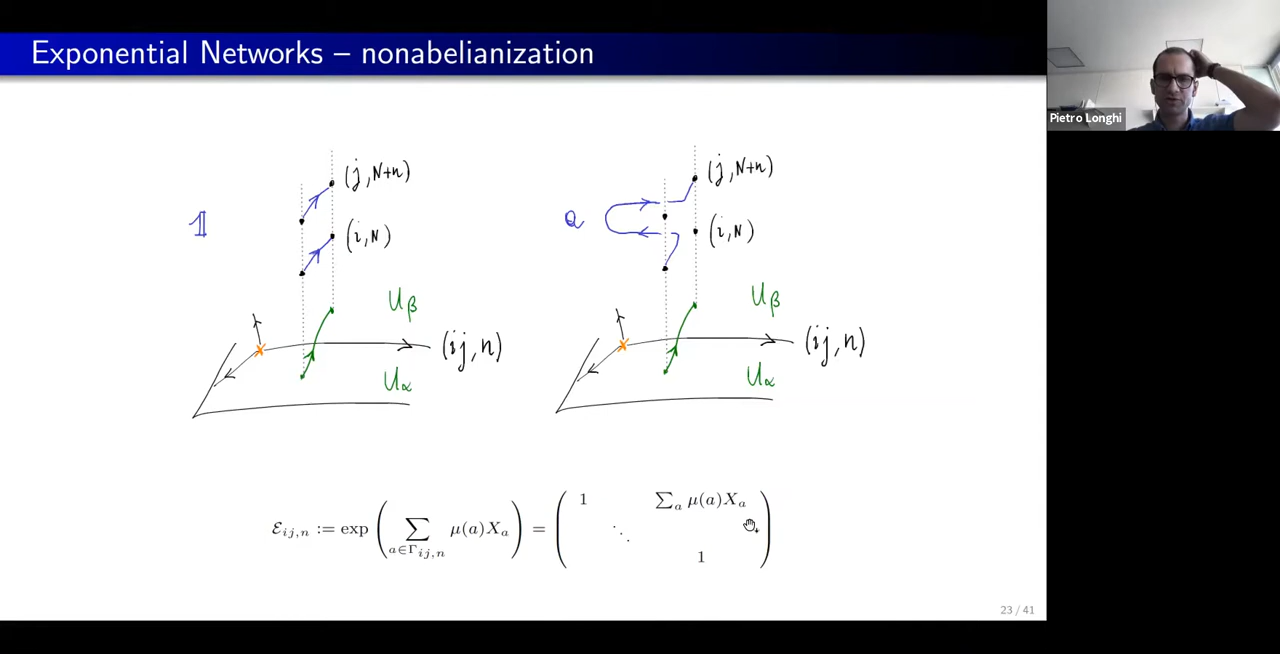 Exponential Networks – nonabelianization
Pietro Longhi
(j, N+n)
𝟙
(i, N)
U_β
(ij, n)
U_α
(j, N+n)
a
(i, N)
U_β
(ij, n)
U_α
ℰ_{ij,n} := exp ( ∑_{a∈Γ_{ij,n}} μ(a)X_a ) = ( 1 ∑_a μ(a)X_a
⋱
1 )
23 / 41